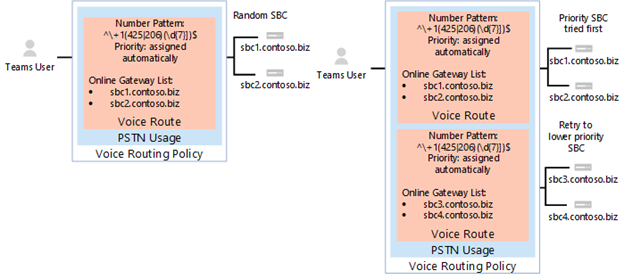 Teams User
Number Pattern:
^\+1(425|206)(\d{7]})$
Priority: assigned
automatically
Online Gateway List:
• sbc1.contoso.biz
• sbc2.contoso.biz
Voice Route
PSTN Usage
Voice Routing Policy
Random SBC
sbc1.contoso.biz
sbc2.contoso.biz
Teams User
Number Pattern:
^\+1(425|206)(\d{7]})$
Priority: assigned
automatically
Online Gateway List:
• sbc1.contoso.biz
• sbc2.contoso.biz
Voice Route
Number Pattern:
^\+1(425|206)(\d{7]})$
Priority: assigned
automatically
Online Gateway List:
• sbc3.contoso.biz
• sbc4.contoso.biz
Voice Route
PSTN Usage
Voice Routing Policy
Priority SBC
tried first
sbc1.contoso.biz
sbc2.contoso.biz
Retry to
lower priority
SBC
sbc3.contoso.biz
sbc4.contoso.biz